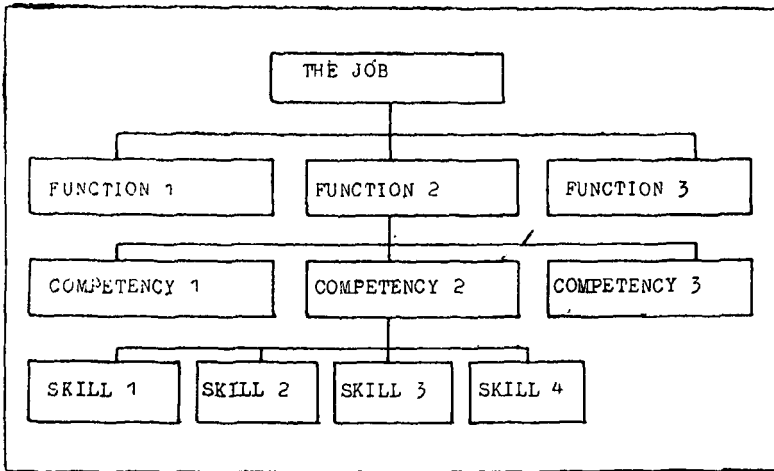 THE JOB
FUNCTION 1
FUNCTION 2
FUNCTION 3
COMPETENCY 1
COMPETENCY 2
COMPETENCY 3
SKILL 1
SKILL 2
SKILL 3
SKILL 4